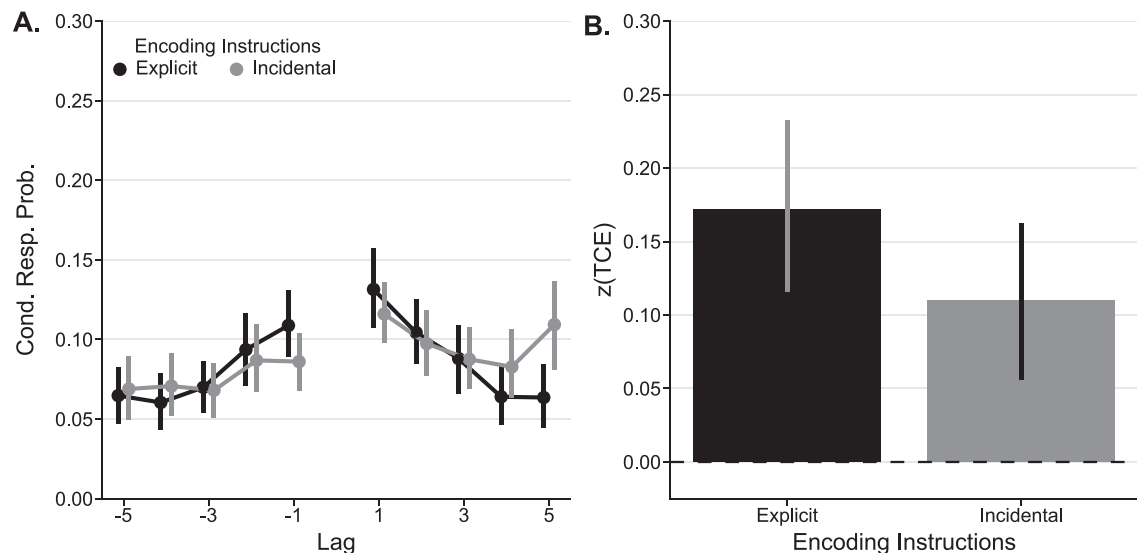 A.
Encoding Instructions
Explicit Incidental
0.30
0.25
0.20
0.15
0.10
0.05
0.00
Cond. Resp. Prob.
-5 -3 -1 1 3 5
Lag
B.
0.30
0.25
0.20
0.15
0.10
0.05
0.00
z(TCE)
Explicit Incidental
Encoding Instructions